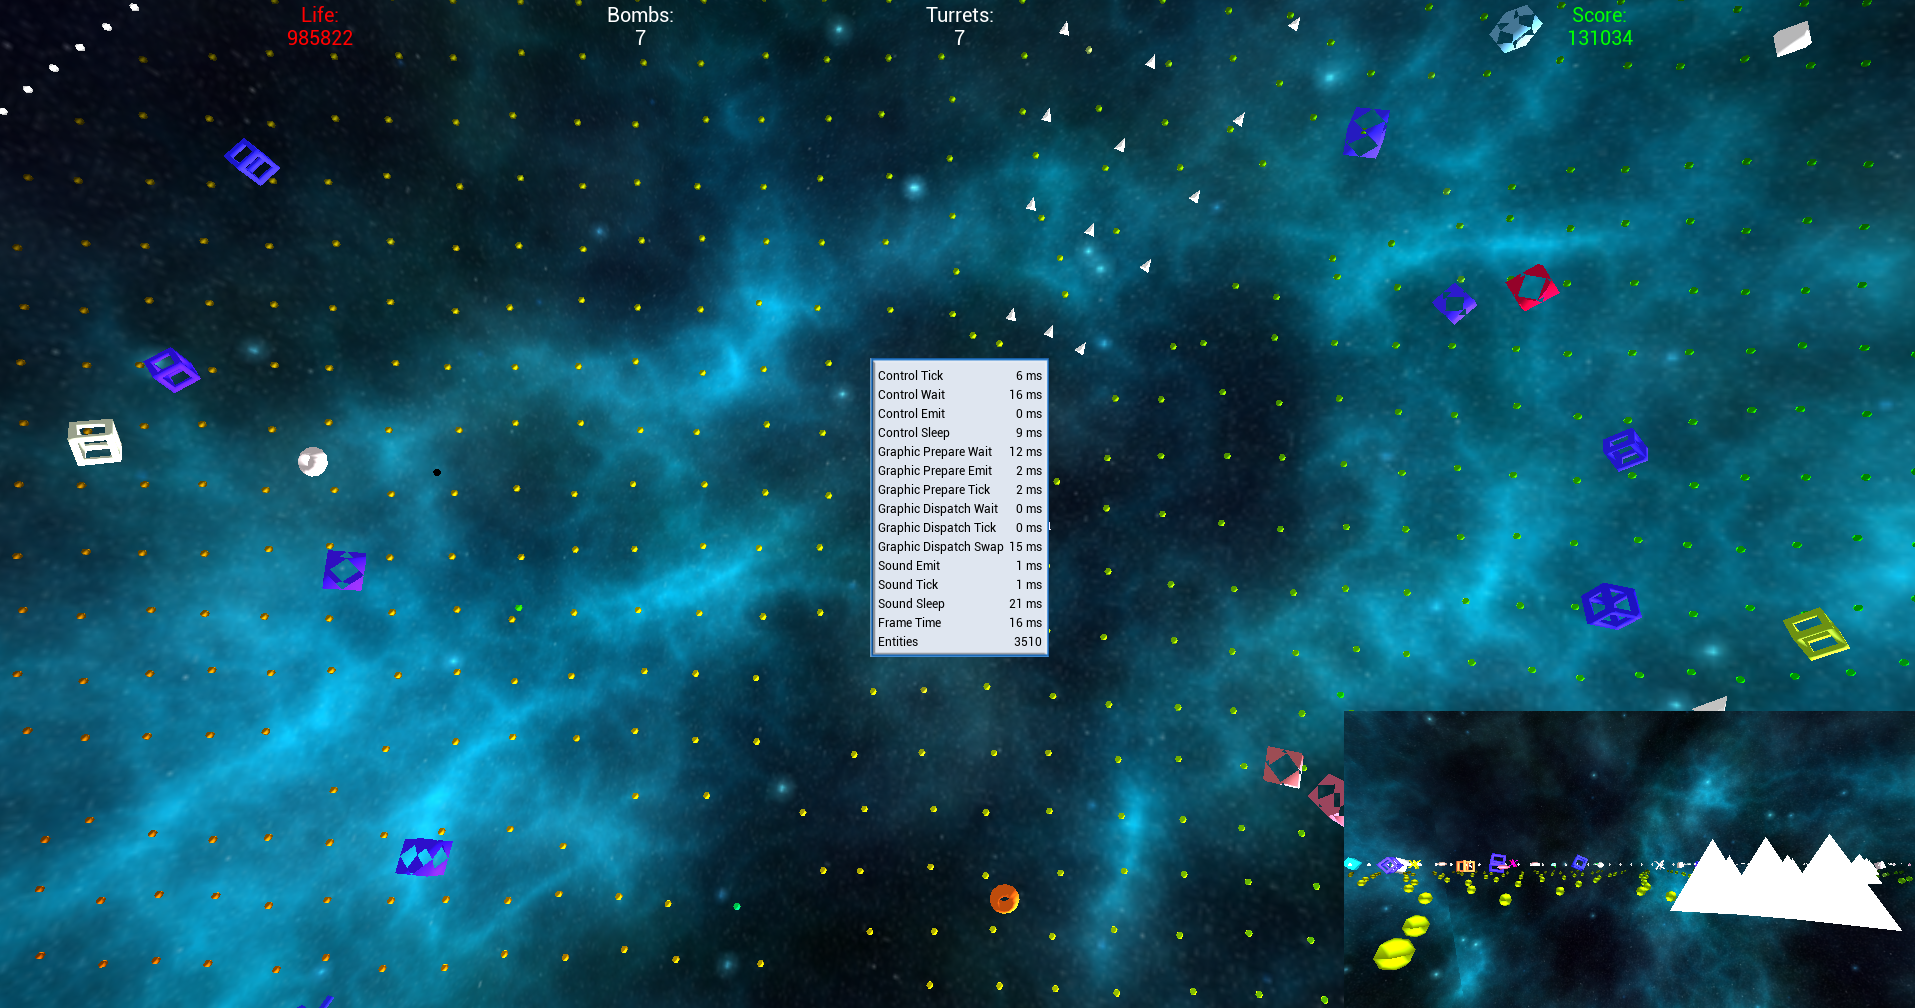 Life:
985822
Bombs:
7
Turrets:
7
Score:
131034
Control Tick 6 ms
Control Wait 16 ms
Control Emit 0 ms
Control Sleep 9 ms
Graphic Prepare Wait 12 ms
Graphic Prepare Emit 2 ms
Graphic Prepare Tick 2 ms
Graphic Dispatch Wait 0 ms
Graphic Dispatch Tick 0 ms
Graphic Dispatch Swap 15 ms
Sound Emit 1 ms
Sound Tick 1 ms
Sound Sleep 21 ms
Frame Time 16 ms
Entities 3510